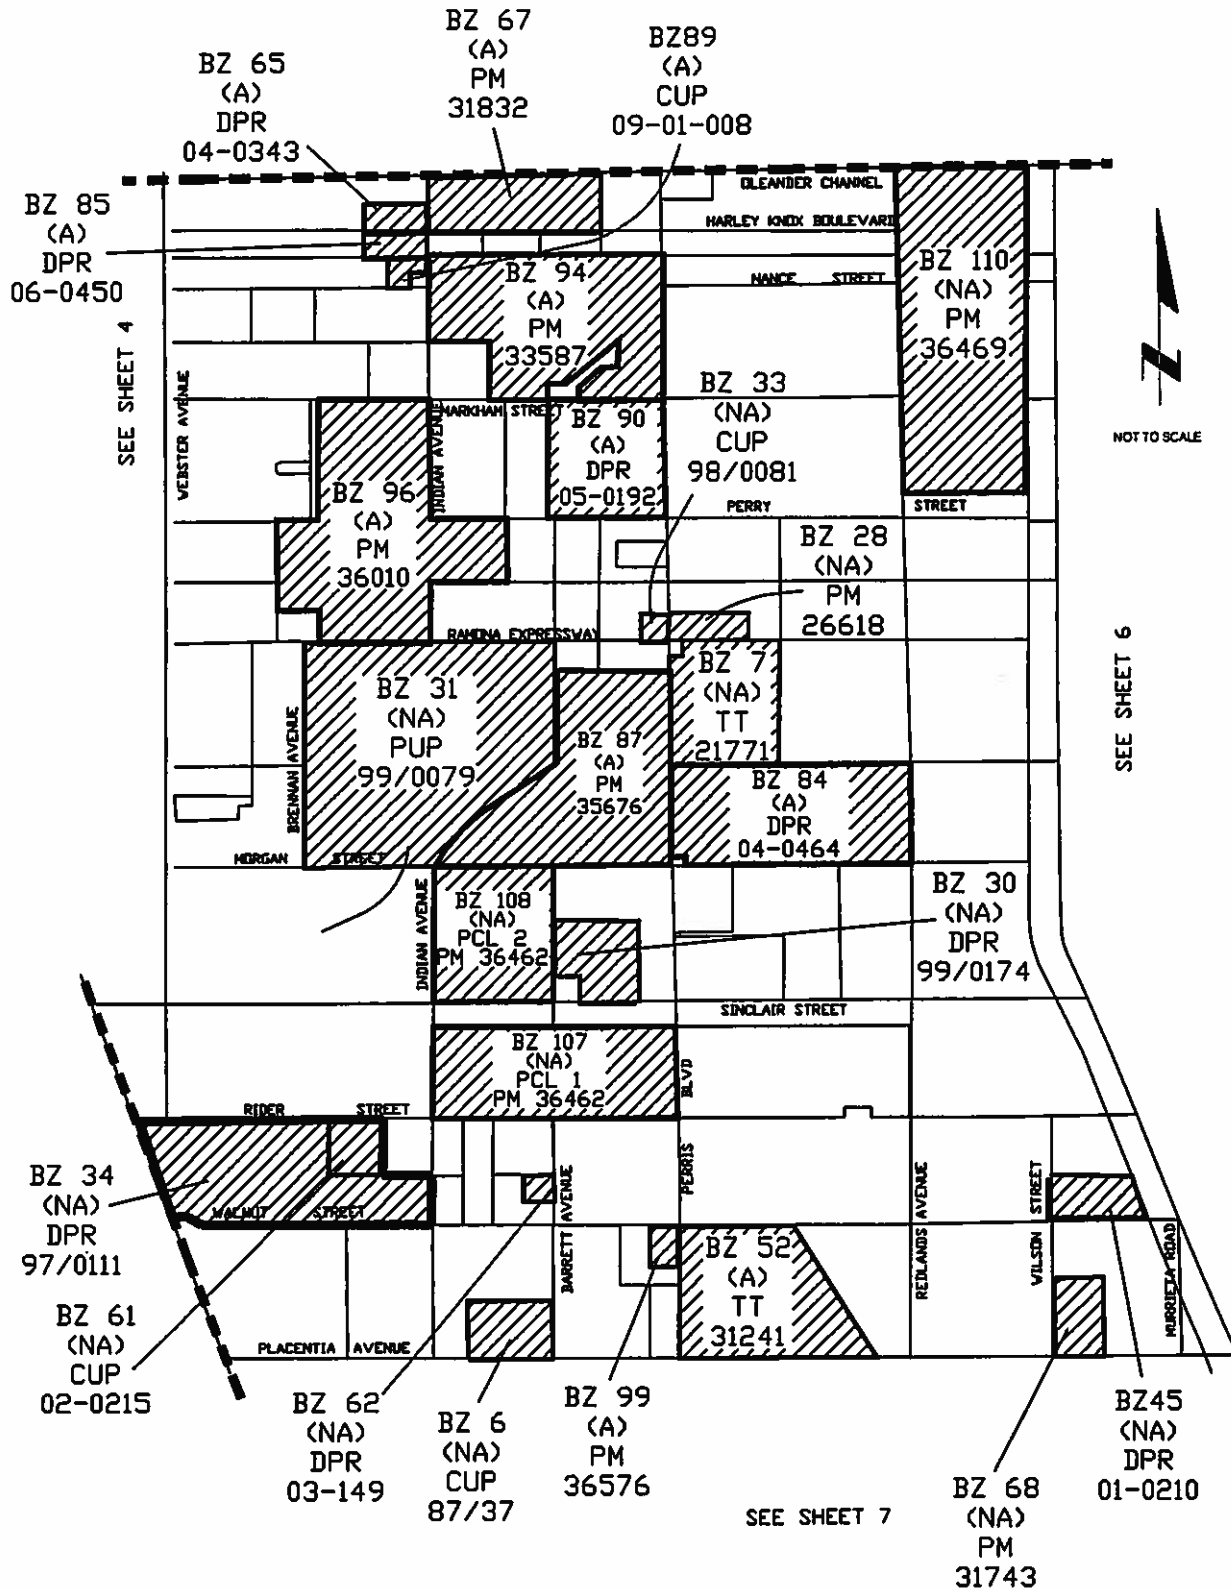 BZ 67
(A)
PM
31832
BZ89
(A)
CUP
09-01-008
BZ 65
(A)
DPR
04-0343
BZ 85
(A)
DPR
06-0450
OLEANDER CHANNEL
HARLEY KNOX BOULEVARD
NANCE STREET
BZ 94
(A)
PM
33587
BZ 110
(NA)
PM
36469
SEE SHEET 4
WEBSTER AVENUE
N
NOT TO SCALE
MARKHAM STREET
INDIAN AVENUE
BZ 90
(A)
DPR
05-0192
BZ 33
(NA)
CUP
98/0081
BZ 96
(A)
PM
36010
PERRY STREET
BZ 28
(NA)
PM
26618
RAMONA EXPRESSWAY
SEE SHEET 6
BZ 31
(NA)
PUP
99/0079
BZ 87
(A)
PM
35676
BZ 7
(NA)
TT
21771
BRENNAN AVENUE
BZ 84
(A)
DPR
04-0464
MORGAN STREET
INDIAN AVENUE
BZ 108
(NA)
PCL 2
PM 36462
BZ 30
(NA)
DPR
99/0174
SINCLAIR STREET
BZ 107
(NA)
PCL 1
PM 36462
PERRIS BLVD
RIDER STREET
BZ 34
(NA)
DPR
97/0111
WALNUT STREET
BARRETT AVENUE
REDLANDS AVENUE
WILSON STREET
MURRIETA ROAD
BZ 52
(A)
TT
31241
BZ 61
(NA)
CUP
02-0215
PLACENTIA AVENUE
BZ 62
(NA)
DPR
03-149
BZ 6
(NA)
CUP
87/37
BZ 99
(A)
PM
36576
BZ45
(NA)
DPR
01-0210
BZ 68
(NA)
PM
31743
SEE SHEET 7